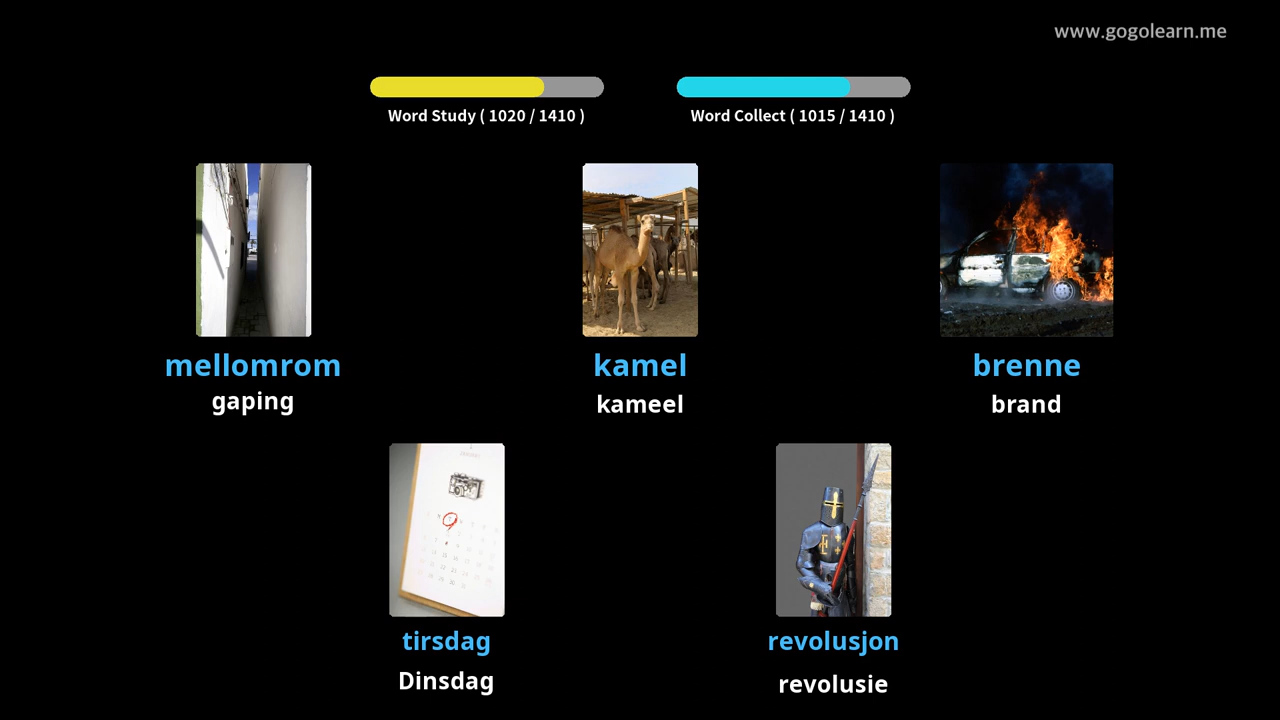 www.gogolearn.me
Word Study ( 1020 / 1410 )
Word Collect ( 1015 / 1410 )
mellomrom
gaping
kamel
kameel
brenne
brand
tirsdag
Dinsdag
revolusjon
revolusie